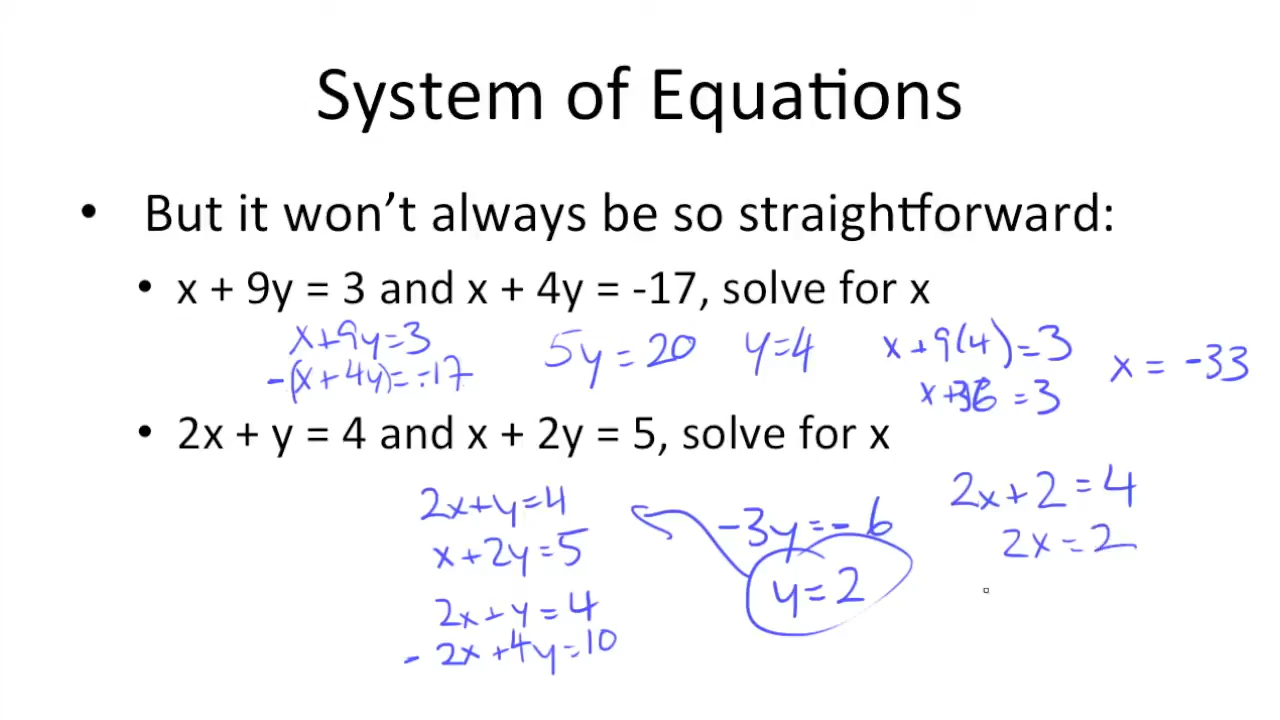 System of Equations
• But it won't always be so straightforward:
• x + 9y = 3 and x + 4y = -17, solve for x
x+9y=3
-(x+4y)=-17
5y=20
y=4
x+9(4)=3
x+36=3
x=-33
• 2x + y = 4 and x + 2y = 5, solve for x
2x+y=4
x+2y=5
2x+y=4
- 2x+4y=10
-3y=-6
y=2
2x+2=4
2x=2